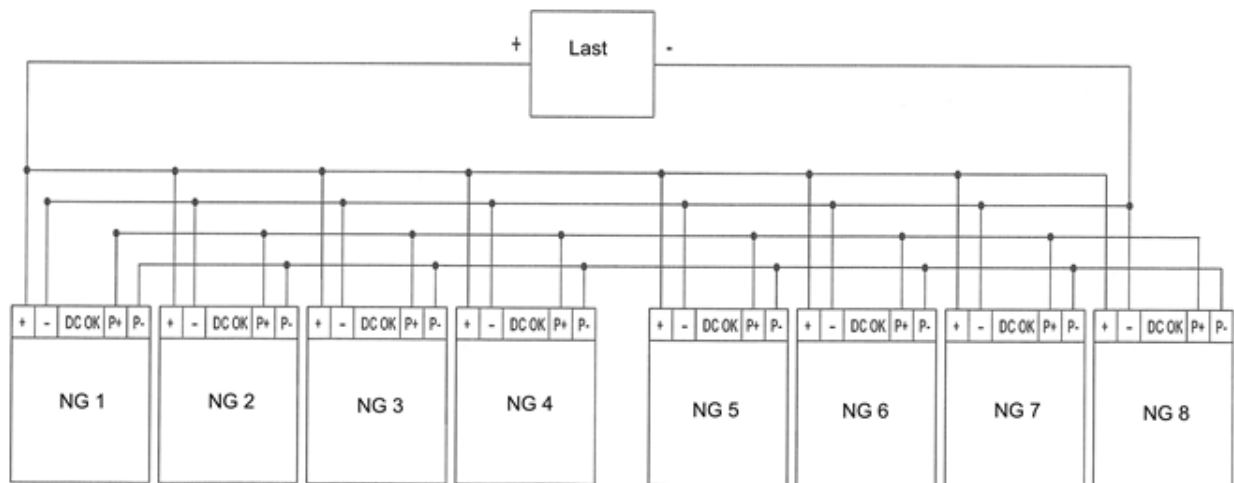 + Last -
+ - DC OK P+ P- + - DC OK P+ P- + - DC OK P+ P- + - DC OK P+ P- + - DC OK P+ P- + - DC OK P+ P- + - DC OK P+ P- + - DC OK P+ P-
NG 1 NG 2 NG 3 NG 4 NG 5 NG 6 NG 7 NG 8